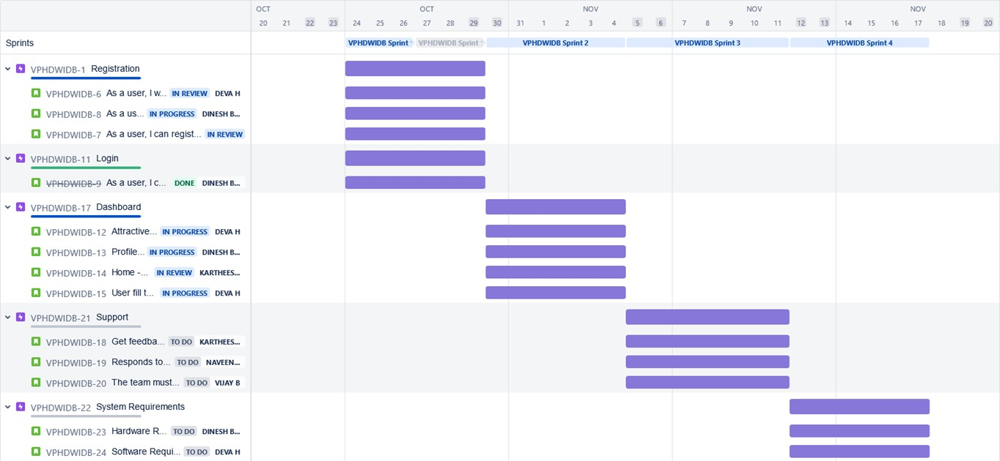 OCT OCT NOV NOV NOV
20 21 22 23 24 25 26 27 28 29 30 31 1 2 3 4 5 6 7 8 9 10 11 12 13 14 15 16 17 18 19 20
Sprints VPHDWIDB Sprint VPHDWIDB Sprint VPHDWIDB Sprint 2 VPHDWIDB Sprint 3 VPHDWIDB Sprint 4
VPHDWIDB-1 Registration
VPHDWIDB-6 As a user, I w... IN REVIEW DEVA H
VPHDWIDB-8 As a us... IN PROGRESS DINESH B...
VPHDWIDB-7 As a user, I can regist... IN REVIEW
VPHDWIDB-11 Login
VPHDWIDB-9 As a user, I c... DONE DINESH B...
VPHDWIDB-17 Dashboard
VPHDWIDB-12 Attractive... IN PROGRESS DEVA H
VPHDWIDB-13 Profile... IN PROGRESS DINESH B...
VPHDWIDB-14 Home -... IN REVIEW KARTHEES...
VPHDWIDB-15 User fill t... IN PROGRESS DEVA H
VPHDWIDB-21 Support
VPHDWIDB-18 Get feedba... TO DO KARTHEES...
VPHDWIDB-19 Responds to... TO DO NAVEEN...
VPHDWIDB-20 The team must... TO DO VIJAY B
VPHDWIDB-22 System Requirements
VPHDWIDB-23 Hardware R... TO DO DINESH B...
VPHDWIDB-24 Software Requi... TO DO DEVA H